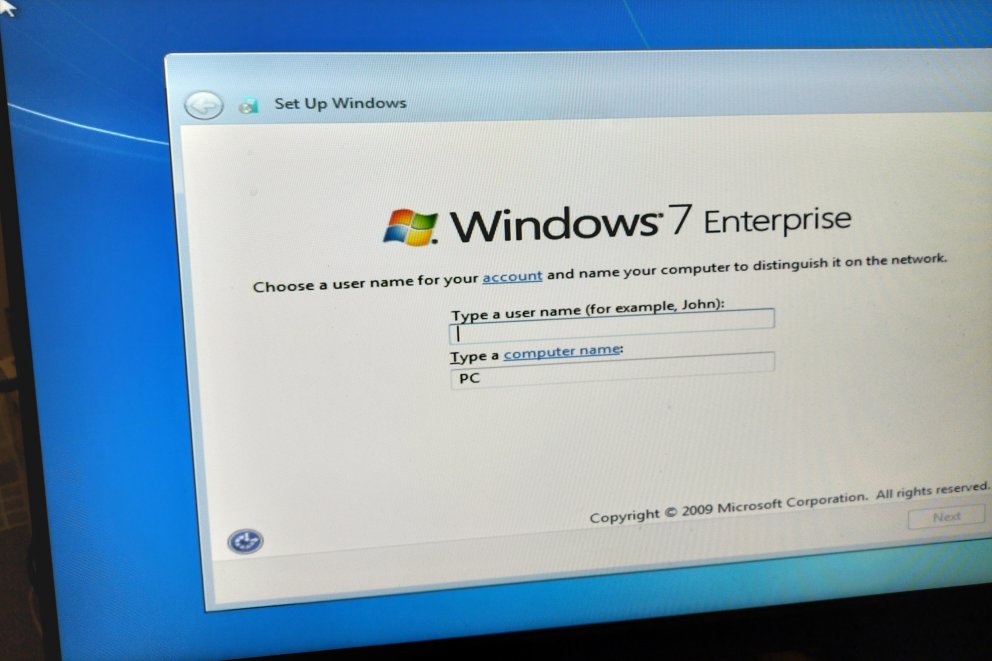 Set Up Windows
Windows 7 Enterprise
Choose a user name for your account and name your computer to distinguish it on the network.
Type a user name (for example, John):
Type a computer name:
PC
Copyright © 2009 Microsoft Corporation. All rights reserved.
Next